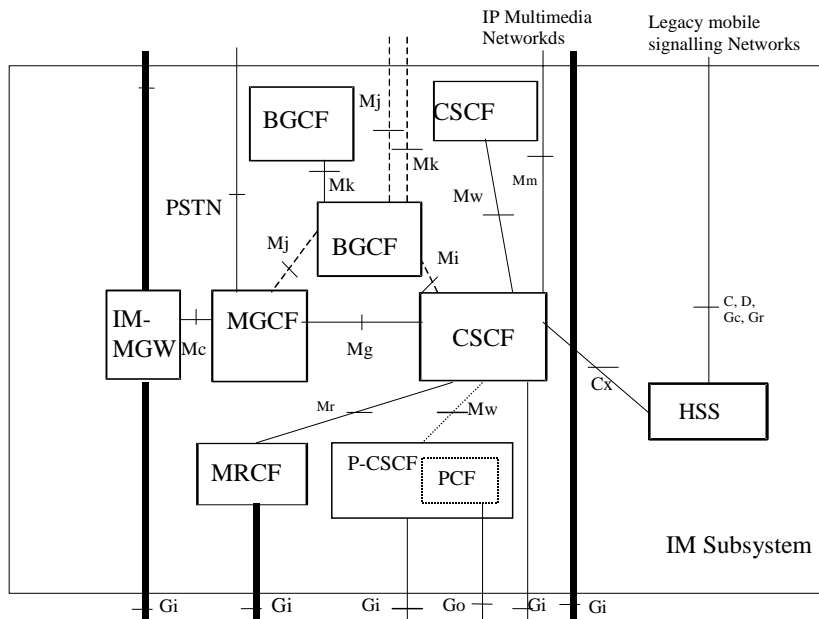 IP Multimedia
Networkds
Legacy mobile
signalling Networks
BGCF
Mj
CSCF
Mk
Mk
Mw
Mm
PSTN
BGCF
Mj
Mi
IM-
MGW
Mc
MGCF
Mg
CSCF
C, D,
Gc, Gr
Cx
HSS
Mr
Mw
MRCF
P-CSCF
PCF
IM Subsystem
Gi
Gi
Gi
Go
Gi
Gi